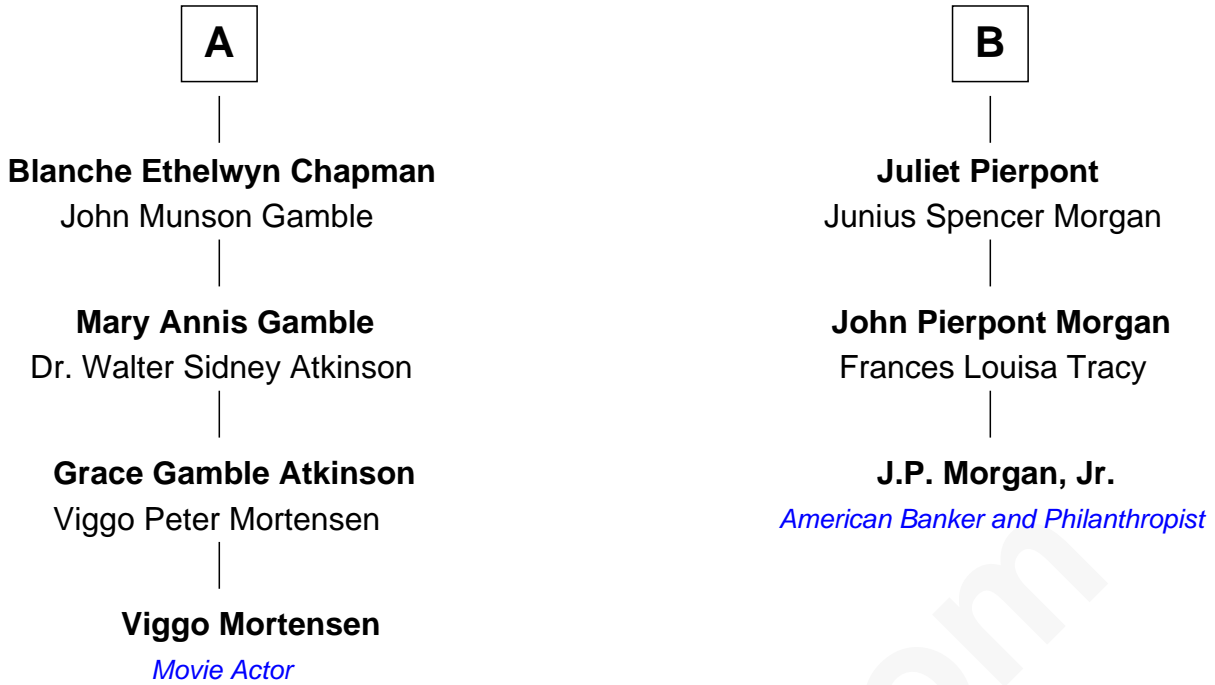 A
Blanche Ethelwyn Chapman
John Munson Gamble
Mary Annis Gamble
Dr. Walter Sidney Atkinson
Grace Gamble Atkinson
Viggo Peter Mortensen
Viggo Mortensen
Movie Actor
B
Juliet Pierpont
Junius Spencer Morgan
John Pierpont Morgan
Frances Louisa Tracy
J.P. Morgan, Jr.
American Banker and Philanthropist
om